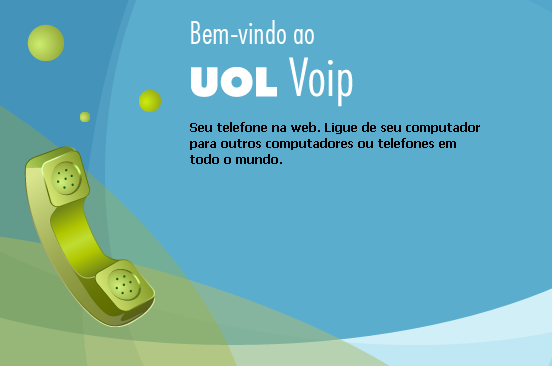 Bem-vindo ao
UOL Voip
Seu telefone na web. Ligue de seu computador
para outros computadores ou telefones em
todo o mundo.